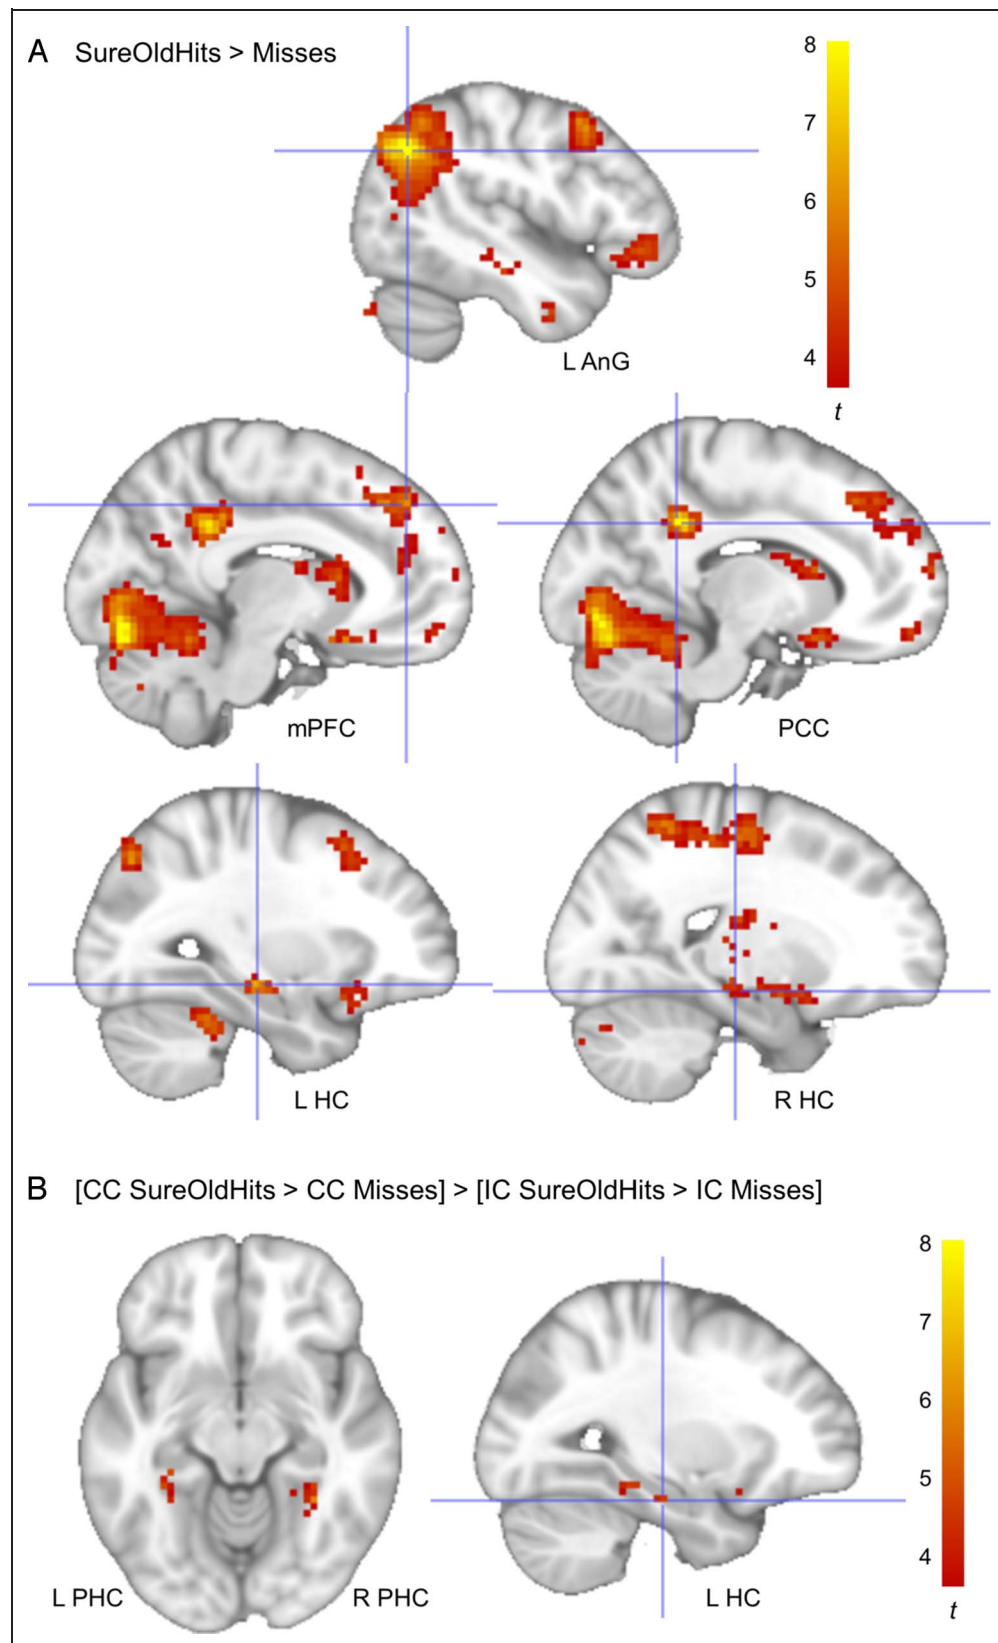 A SureOldHits > Misses
8
7
6
5
4
t
L AnG
mPFC
PCC
L HC
R HC
B [CC SureOldHits > CC Misses] > [IC SureOldHits > IC Misses]
8
7
6
5
4
t
L PHC
R PHC
L HC